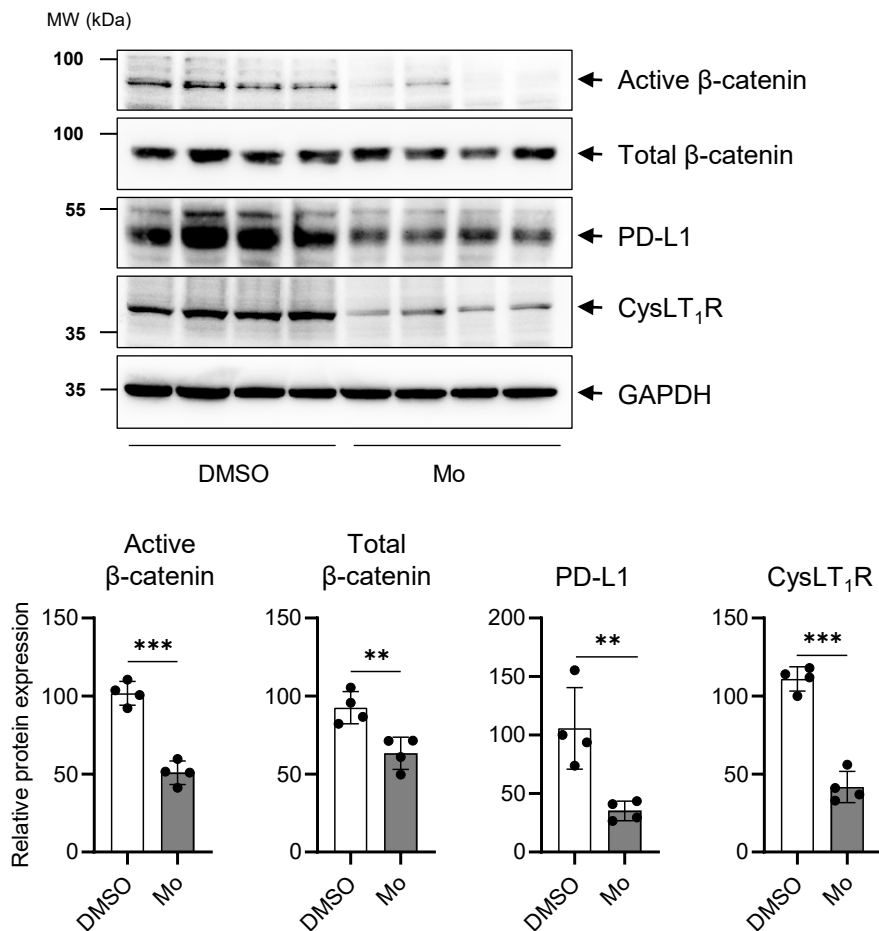 MW (kDa)
100
Active β-catenin
100
Total β-catenin
55
PD-L1
35
CysLT₁R
35
GAPDH
DMSO
Mo
Active
β-catenin
Total
β-catenin
PD-L1
CysLT₁R
Relative protein expression
150
100
50
0
***
DMSO
Mo
150
100
50
0
**
DMSO
Mo
200
150
100
50
0
**
DMSO
Mo
150
100
50
0
***
DMSO
Mo